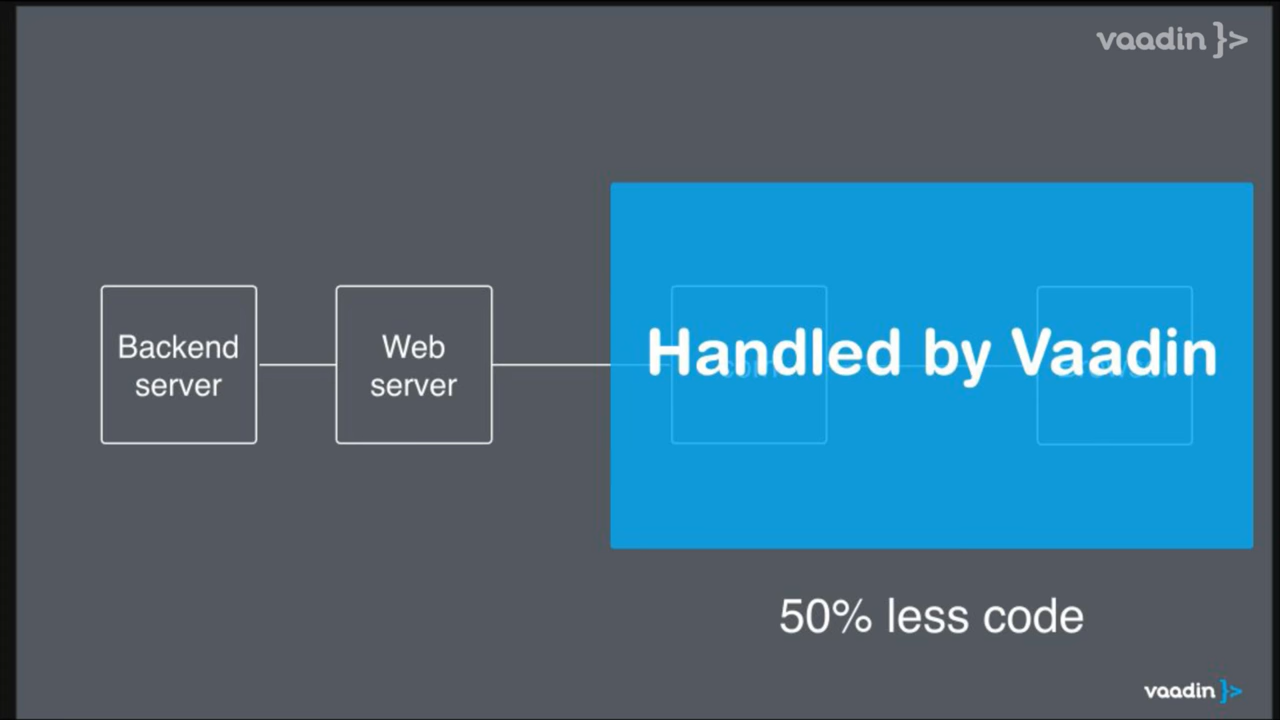 vaadin }>
Backend
server
Web
server
Handled by Vaadin
50% less code
vaadin }>